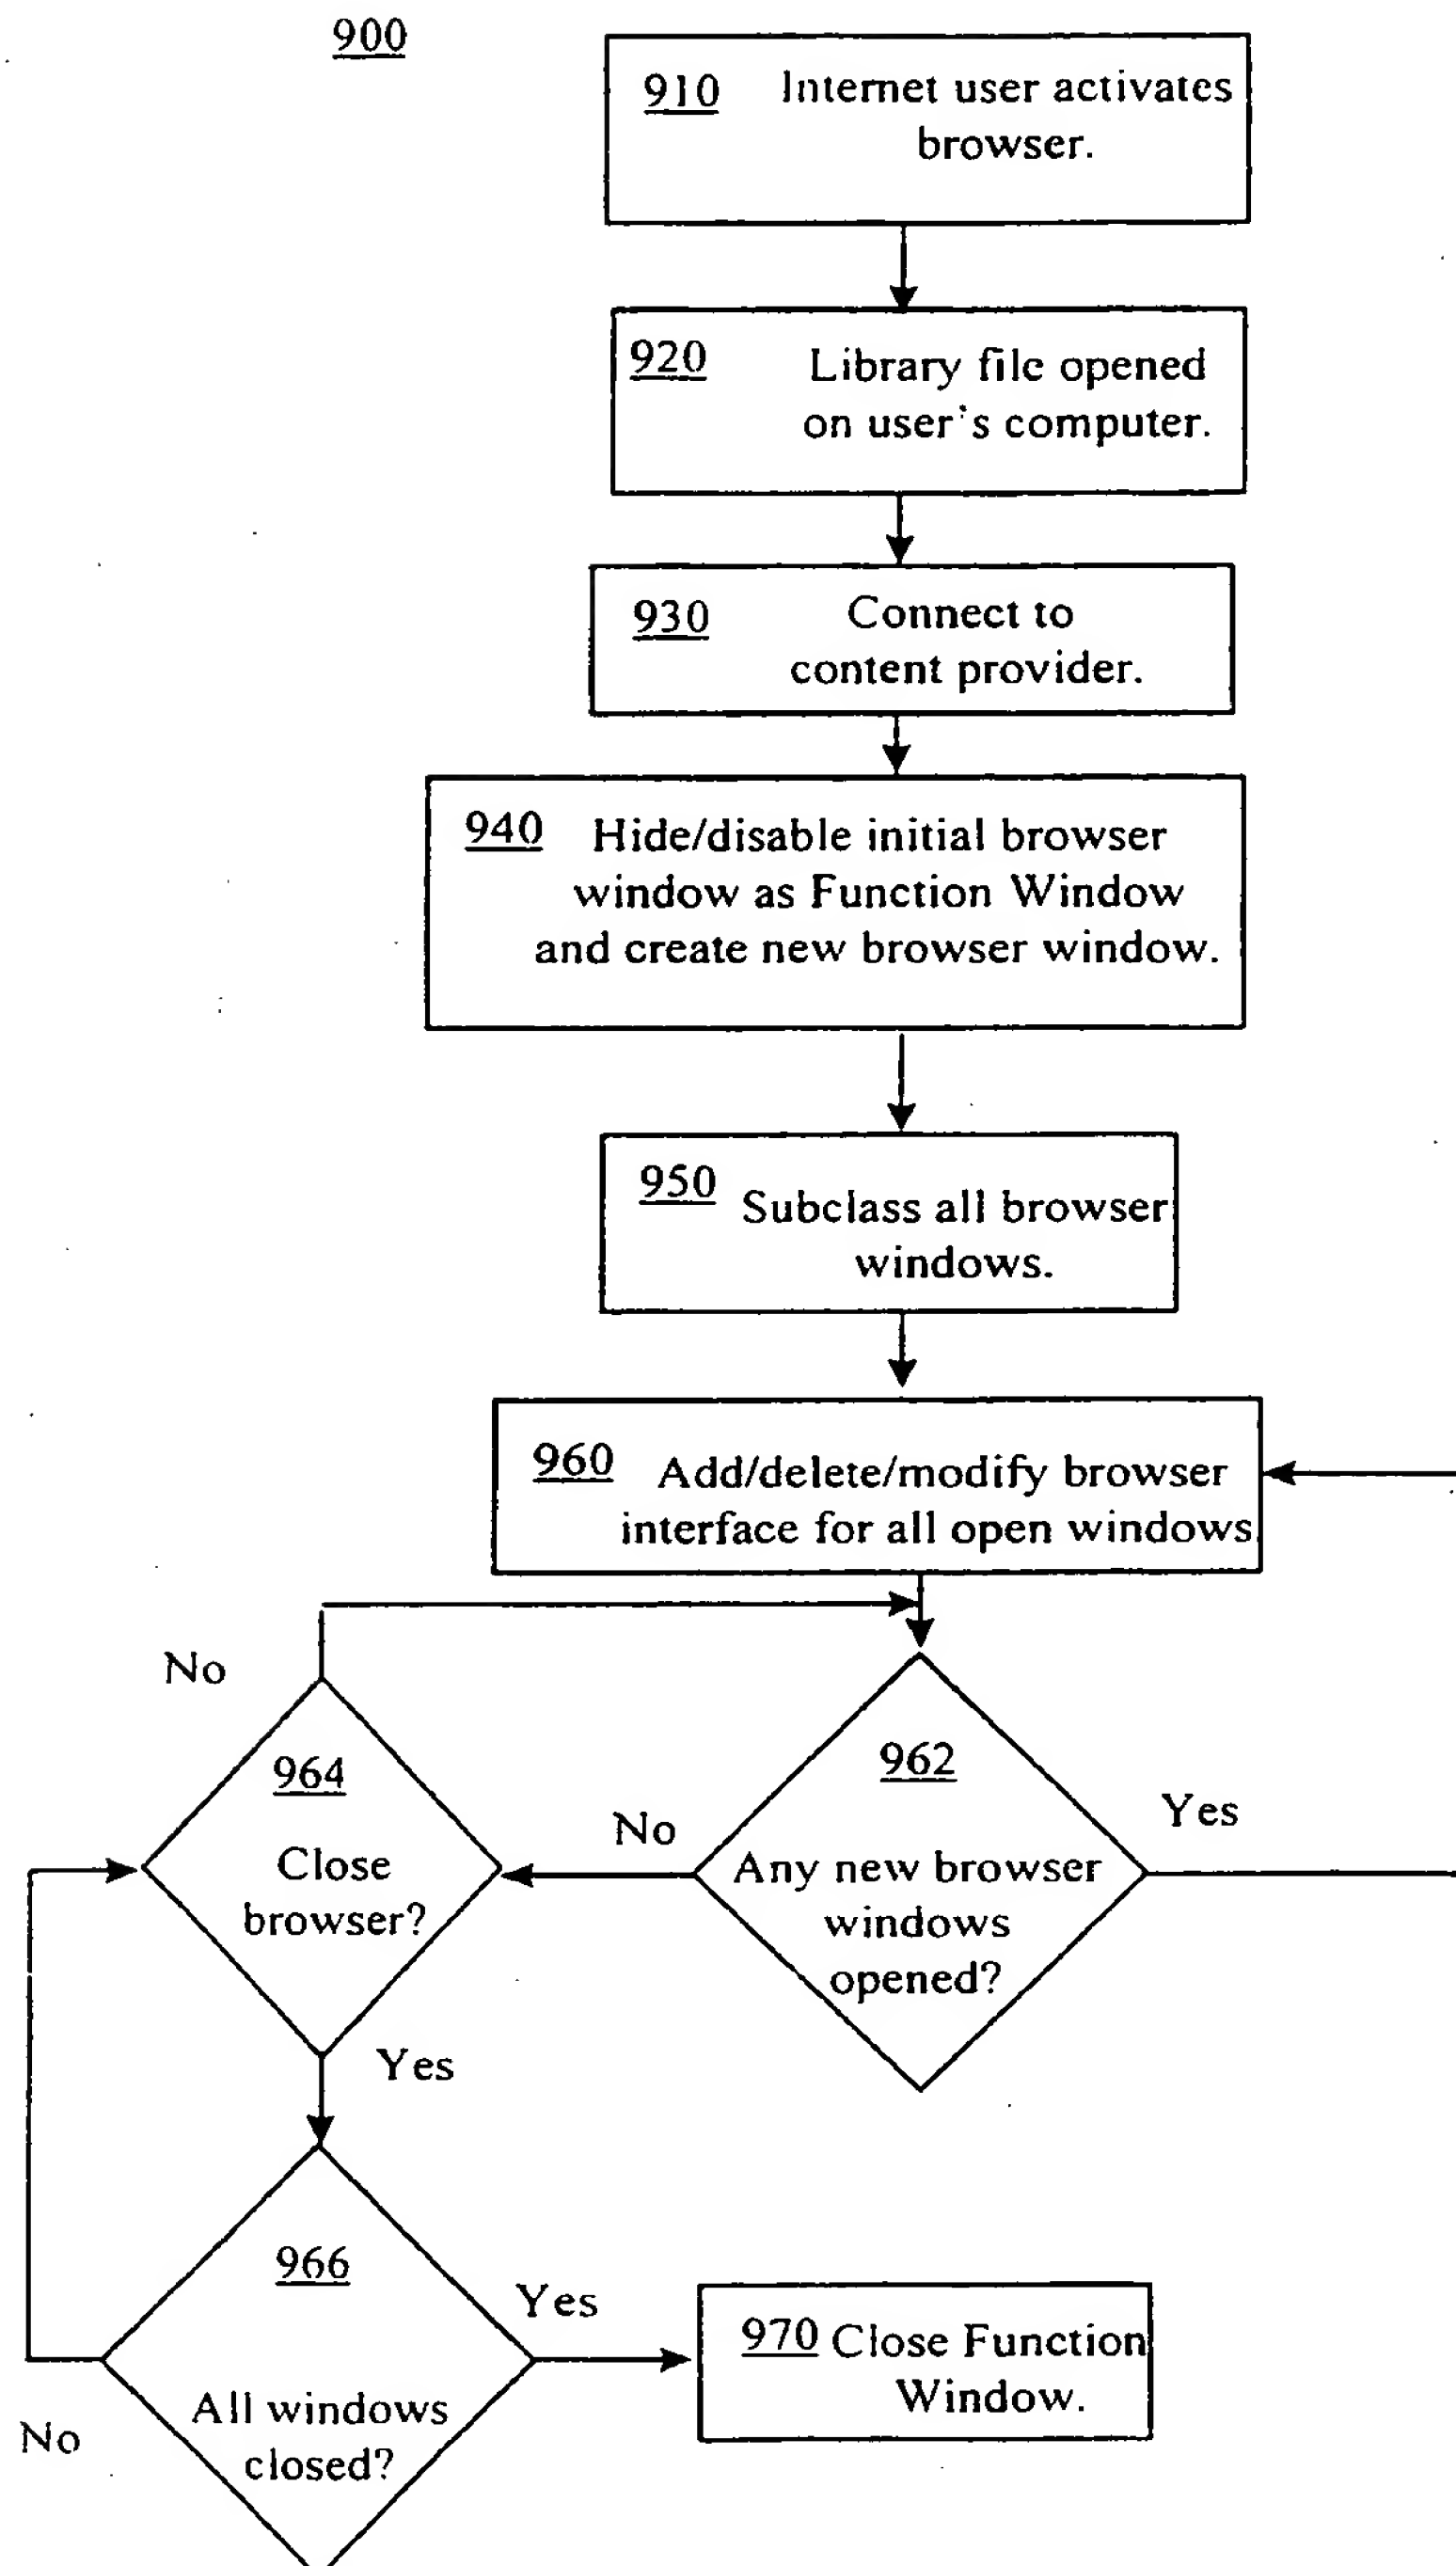 900
910 Internet user activates
browser.
920 Library file opened
on user's computer.
930 Connect to
content provider.
940 Hide/disable initial browser
window as Function Window
and create new browser window.
950 Subclass all browser
windows.
960 Add/delete/modify browser
interface for all open windows
No
964
Close
browser?
No
962
Any new browser
windows
opened?
Yes
Yes
966
All windows
closed?
No
Yes
970 Close Function
Window.